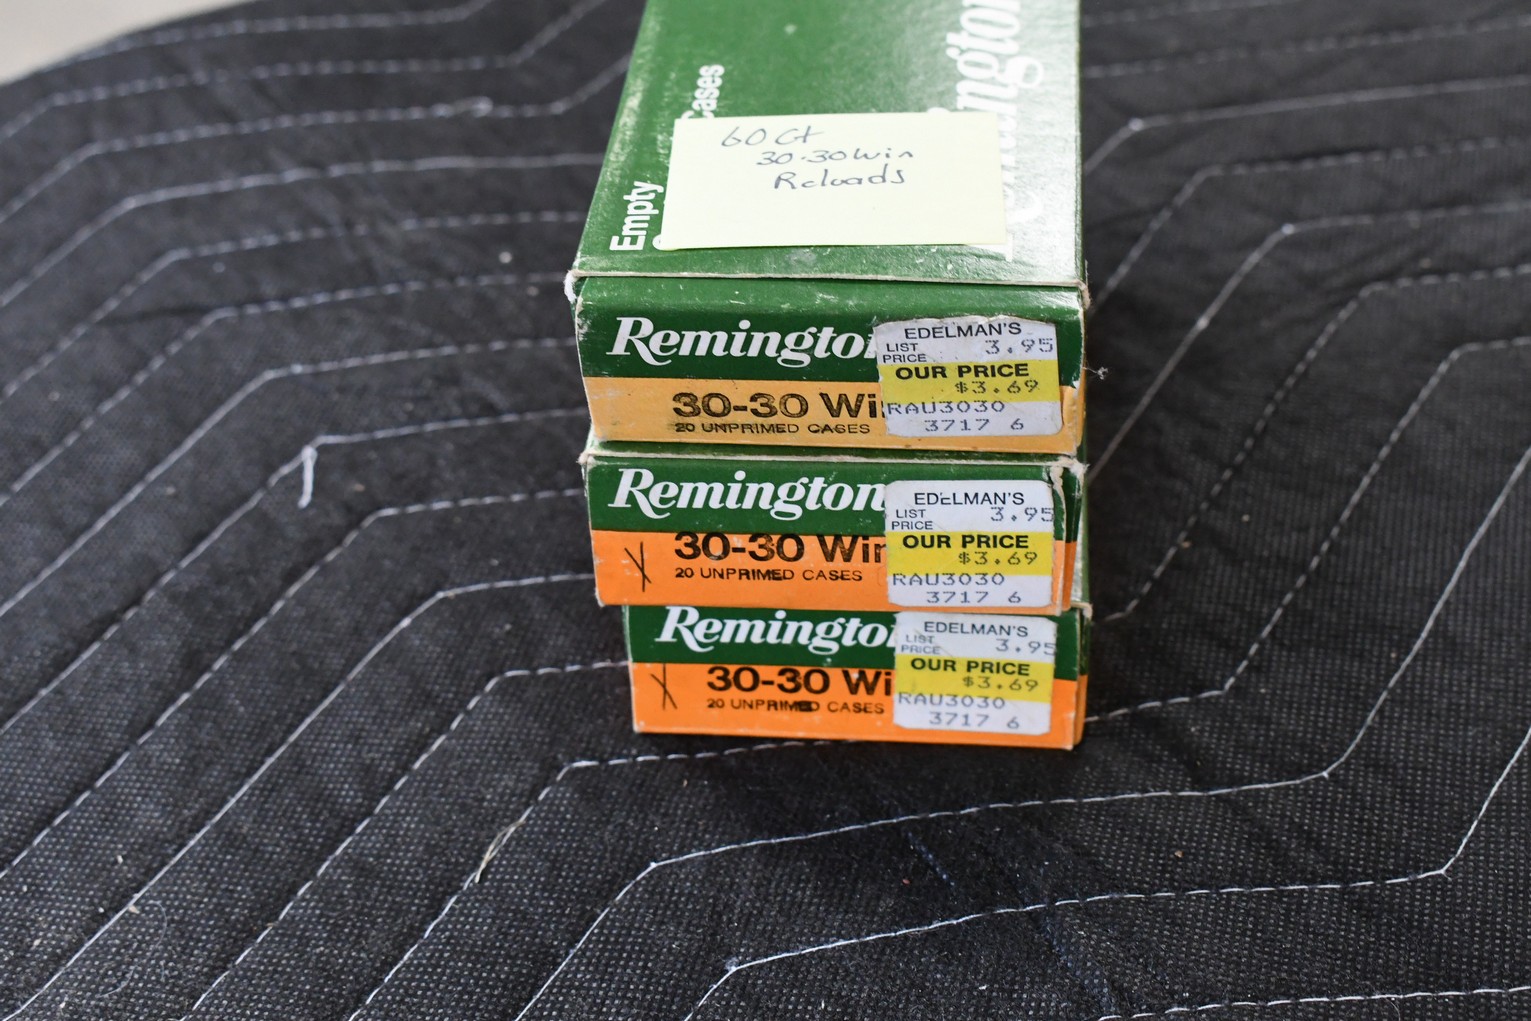 Empty Cases
Remington
60 Ct
30-30 Win
Reloads
Remington
30-30 Wi
20 UNPRIMED CASES
EDELMAN'S
LIST PRICE 3.95
OUR PRICE
$3.69
RAU3030
3717 6
Remington
30-30 Win
20 UNPRIMED CASES
EDELMAN'S
LIST PRICE 3.95
OUR PRICE
$3.69
RAU3030
3717 6
Remington
30-30 Wi
20 UNPRIMED CASES
EDELMAN'S
LIST PRICE 3.95
OUR PRICE
$3.69
RAU3030
3717 6